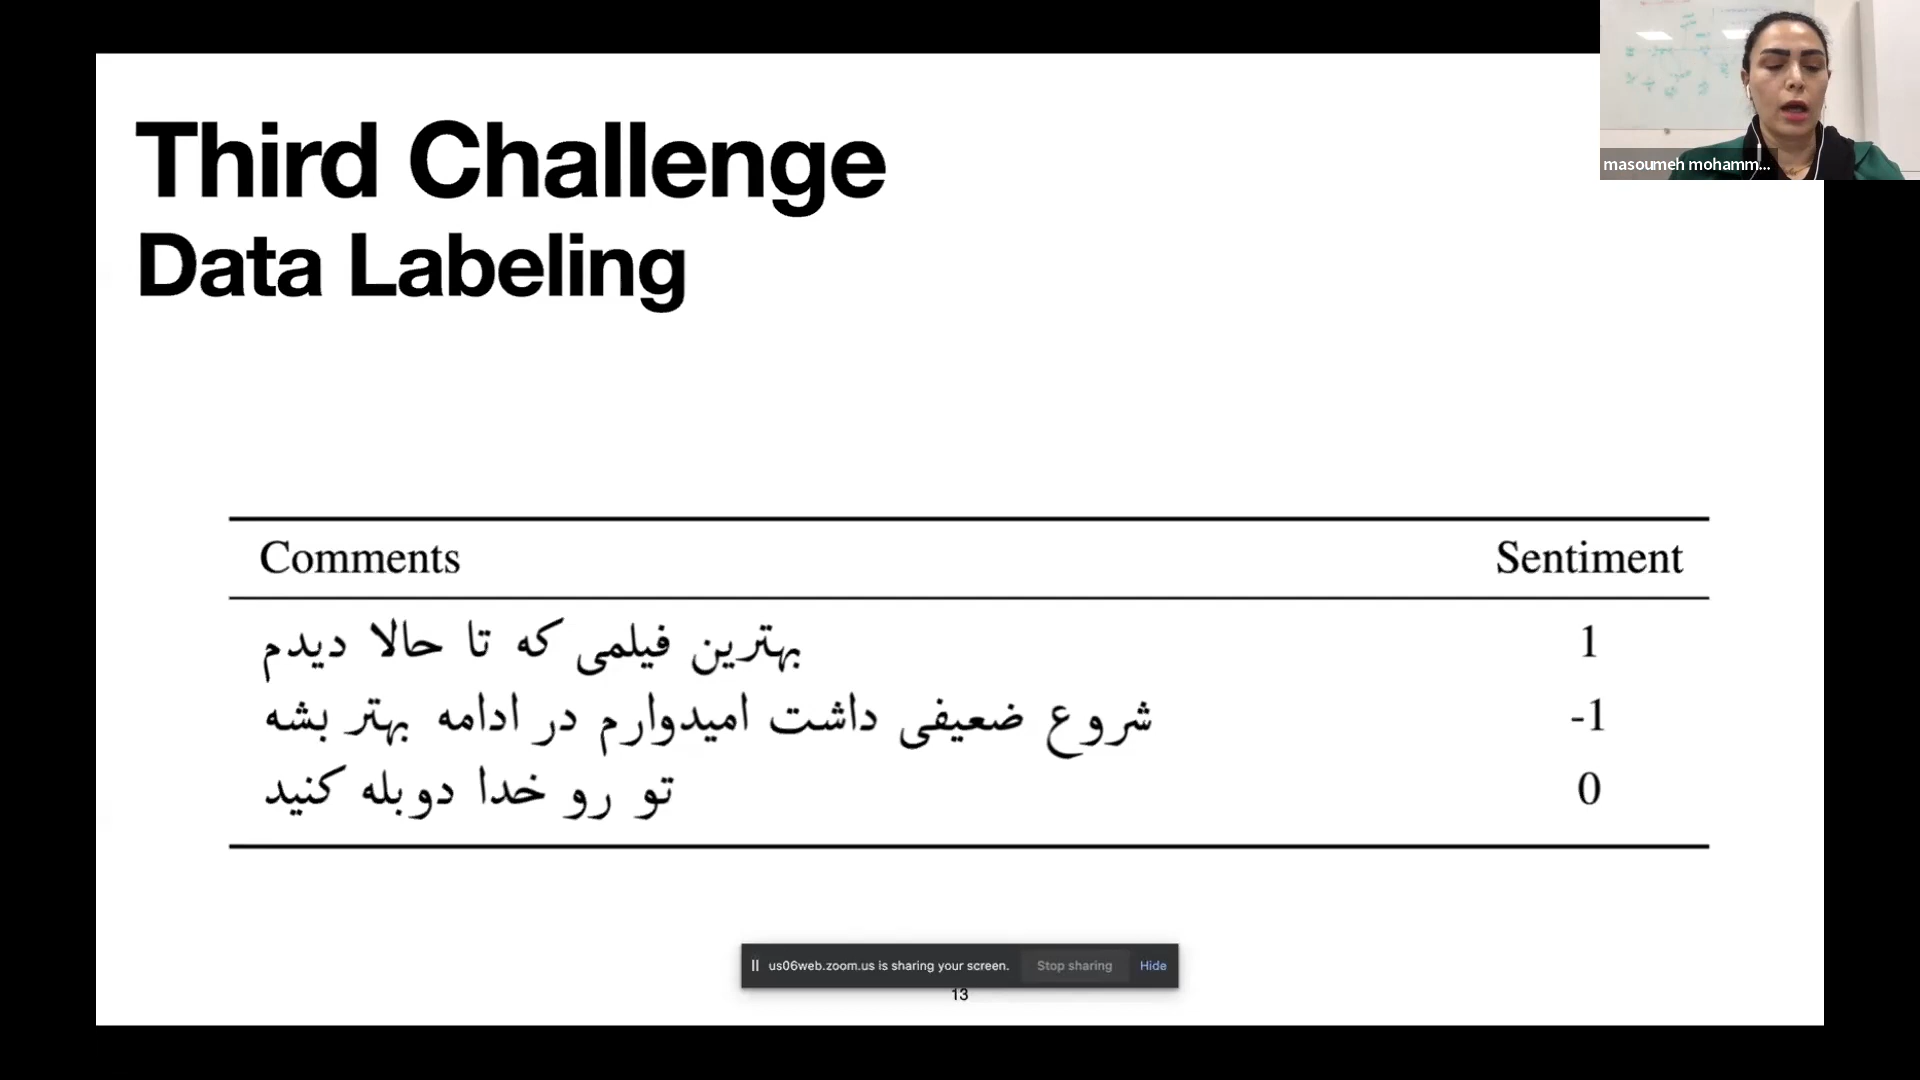 Third Challenge
Data Labeling
masoumeh mohamm...
Comments Sentiment
بهترین فیلمی که تا حالا دیدم 1
شروع ضعیفی داشت امیدوارم در ادامه بهتر بشه -1
تو رو خدا دوبله کنید 0
us06web.zoom.us is sharing your screen. Stop sharing Hide
13